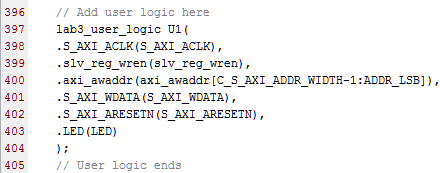 396 // Add user logic here
397 lab3_user_logic U1(
398 .S_AXI_ACLK(S_AXI_ACLK),
399 .slv_reg_wren(slv_reg_wren),
400 .axi_awaddr(axi_awaddr[C_S_AXI_ADDR_WIDTH-1:ADDR_LSB]),
401 .S_AXI_WDATA(S_AXI_WDATA),
402 .S_AXI_ARESETN(S_AXI_ARESETN),
403 .LED(LED)
404 );
405 // User logic ends